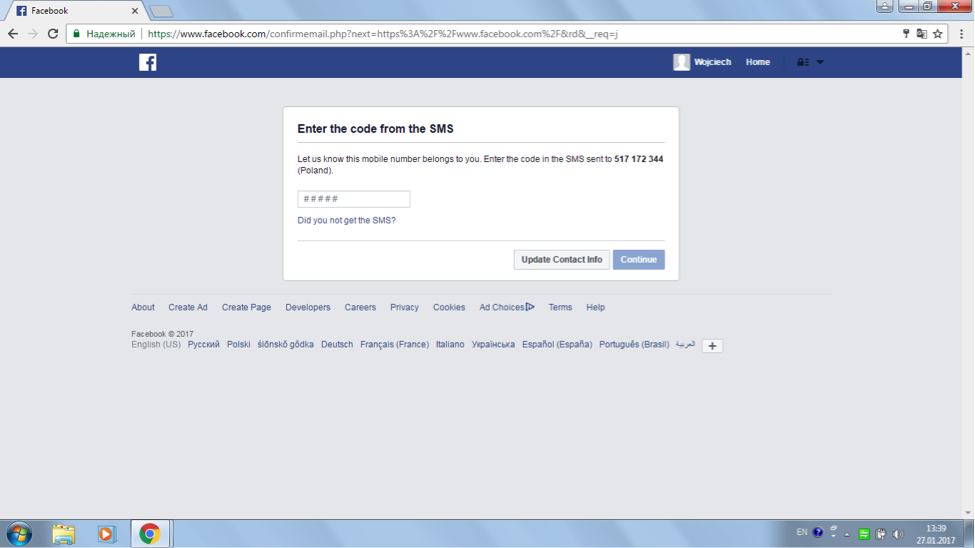 Facebook
Надежный
https://www.facebook.com/confirmemail.php?next=https%3A%2F%2Fwww.facebook.com%2F&rd&__req=j
Wojciech Home
Enter the code from the SMS
Let us know this mobile number belongs to you. Enter the code in the SMS sent to 517 172 344
(Poland).
#####
Did you not get the SMS?
Update Contact Info Continue
About Create Ad Create Page Developers Careers Privacy Cookies Ad Choices Terms Help
Facebook © 2017
English (US) Русский Polski ślōnskŏ gŏdka Deutsch Français (France) Italiano Українська Español (España) Português (Brasil) العربية +
EN 13:39
27.01.2017